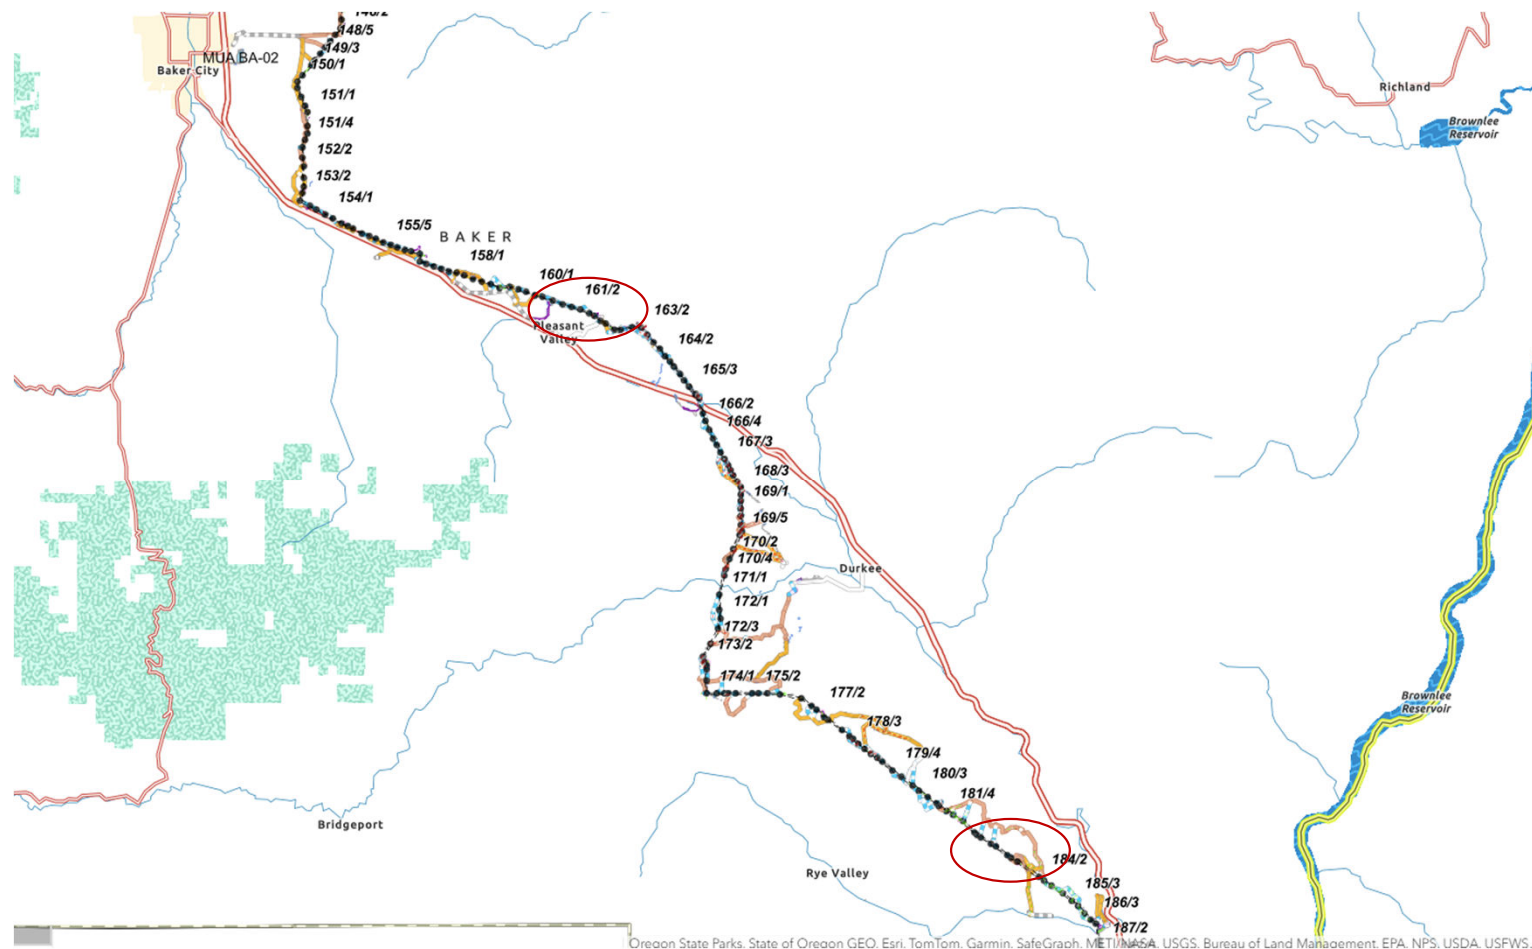 148/5
149/3
MUA BA-02
150/1
Baker City
Richland
151/1
151/4
Brownlee
Reservoir
152/2
153/2
154/1
155/5
BAKER
158/1
160/1
161/2
163/2
Pleasant
Valley
164/2
165/3
166/2
166/4
167/3
168/3
169/1
169/5
170/2
170/4
Durkee
171/1
172/1
172/3
173/2
174/1
175/2
177/2
Brownlee
Reservoir
178/3
179/4
180/3
181/4
Bridgeport
184/2
Rye Valley
185/3
186/3
187/2
Oregon State Parks, State of Oregon GEO, Esri, TomTom, Garmin, SafeGraph, METI/NASA, USGS, Bureau of Land Management, EPA, NPS, USDA, USFWS